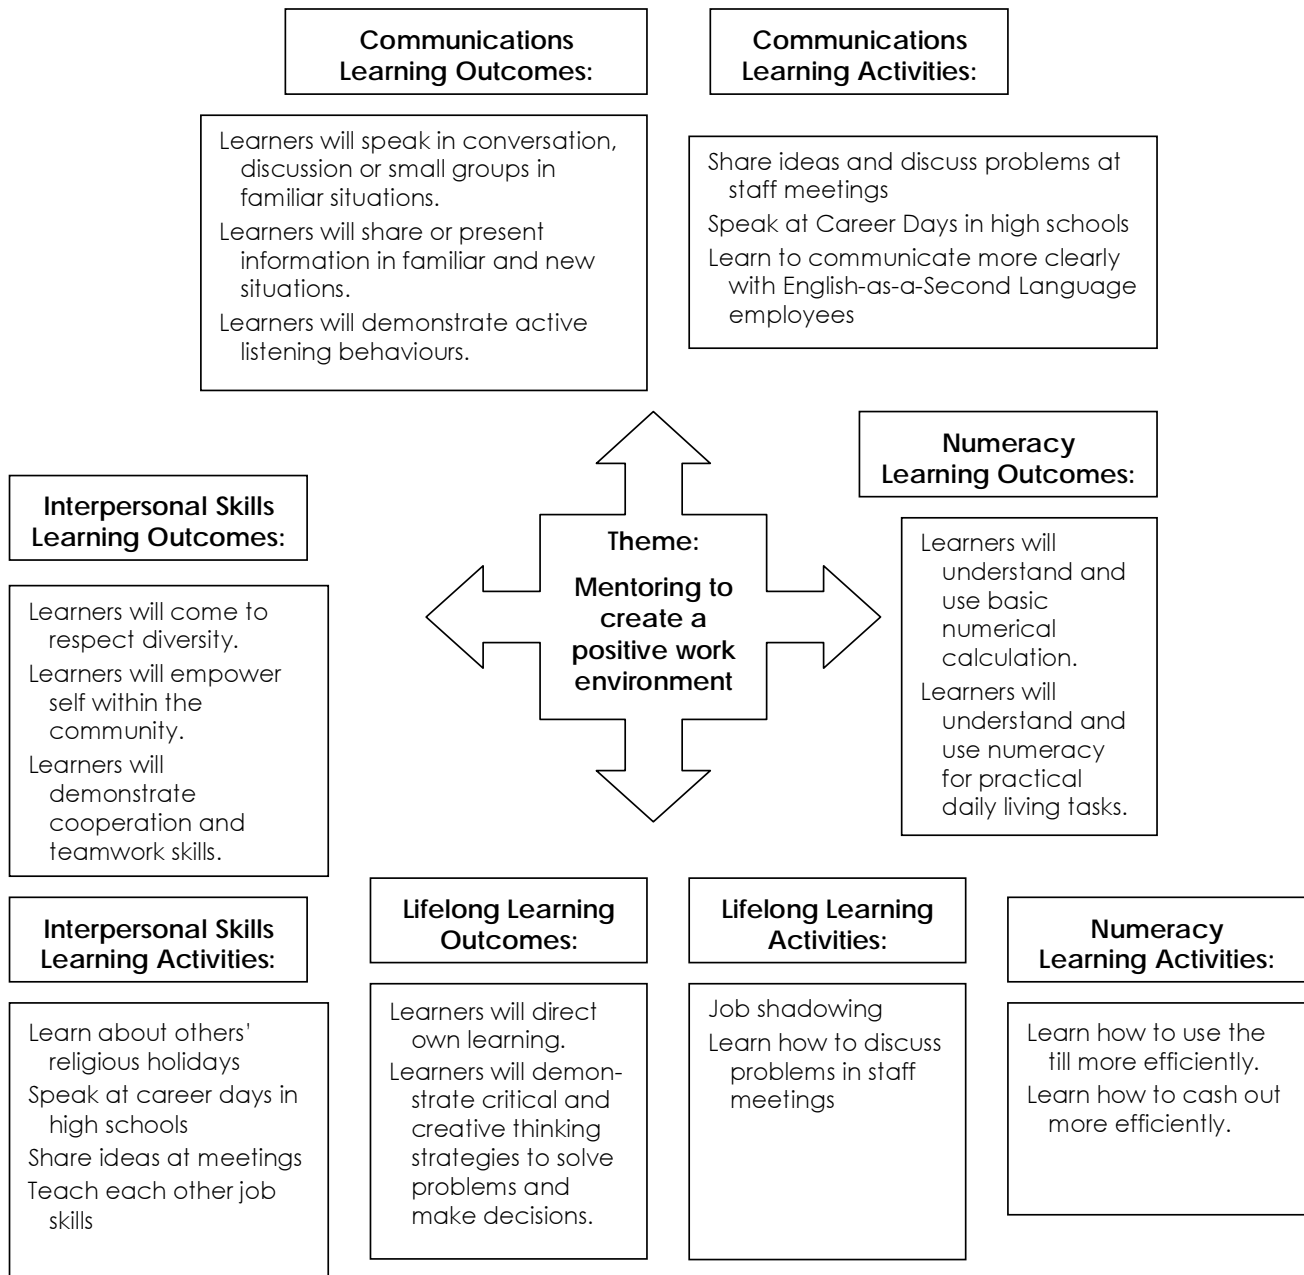 Communications
Learning Outcomes:
Learners will speak in conversation,
discussion or small groups in
familiar situations.
Learners will share or present
information in familiar and new
situations.
Learners will demonstrate active
listening behaviours.
Communications
Learning Activities:
Share ideas and discuss problems at
staff meetings
Speak at Career Days in high schools
Learn to communicate more clearly
with English-as-a-Second Language
employees
Interpersonal Skills
Learning Outcomes:
Learners will come to
respect diversity.
Learners will empower
self within the
community.
Learners will
demonstrate
cooperation and
teamwork skills.
Theme:
Mentoring to
create a
positive work
environment
Numeracy
Learning Outcomes:
Learners will
understand and
use basic
numerical
calculation.
Learners will
understand and
use numeracy
for practical
daily living tasks.
Interpersonal Skills
Learning Activities:
Learn about others'
religious holidays
Speak at career days in
high schools
Share ideas at meetings
Teach each other job
skills
Lifelong Learning
Outcomes:
Learners will direct
own learning.
Learners will demon-
strate critical and
creative thinking
strategies to solve
problems and
make decisions.
Lifelong Learning
Activities:
Job shadowing
Learn how to discuss
problems in staff
meetings
Numeracy
Learning Activities:
Learn how to use the
till more efficiently.
Learn how to cash out
more efficiently.